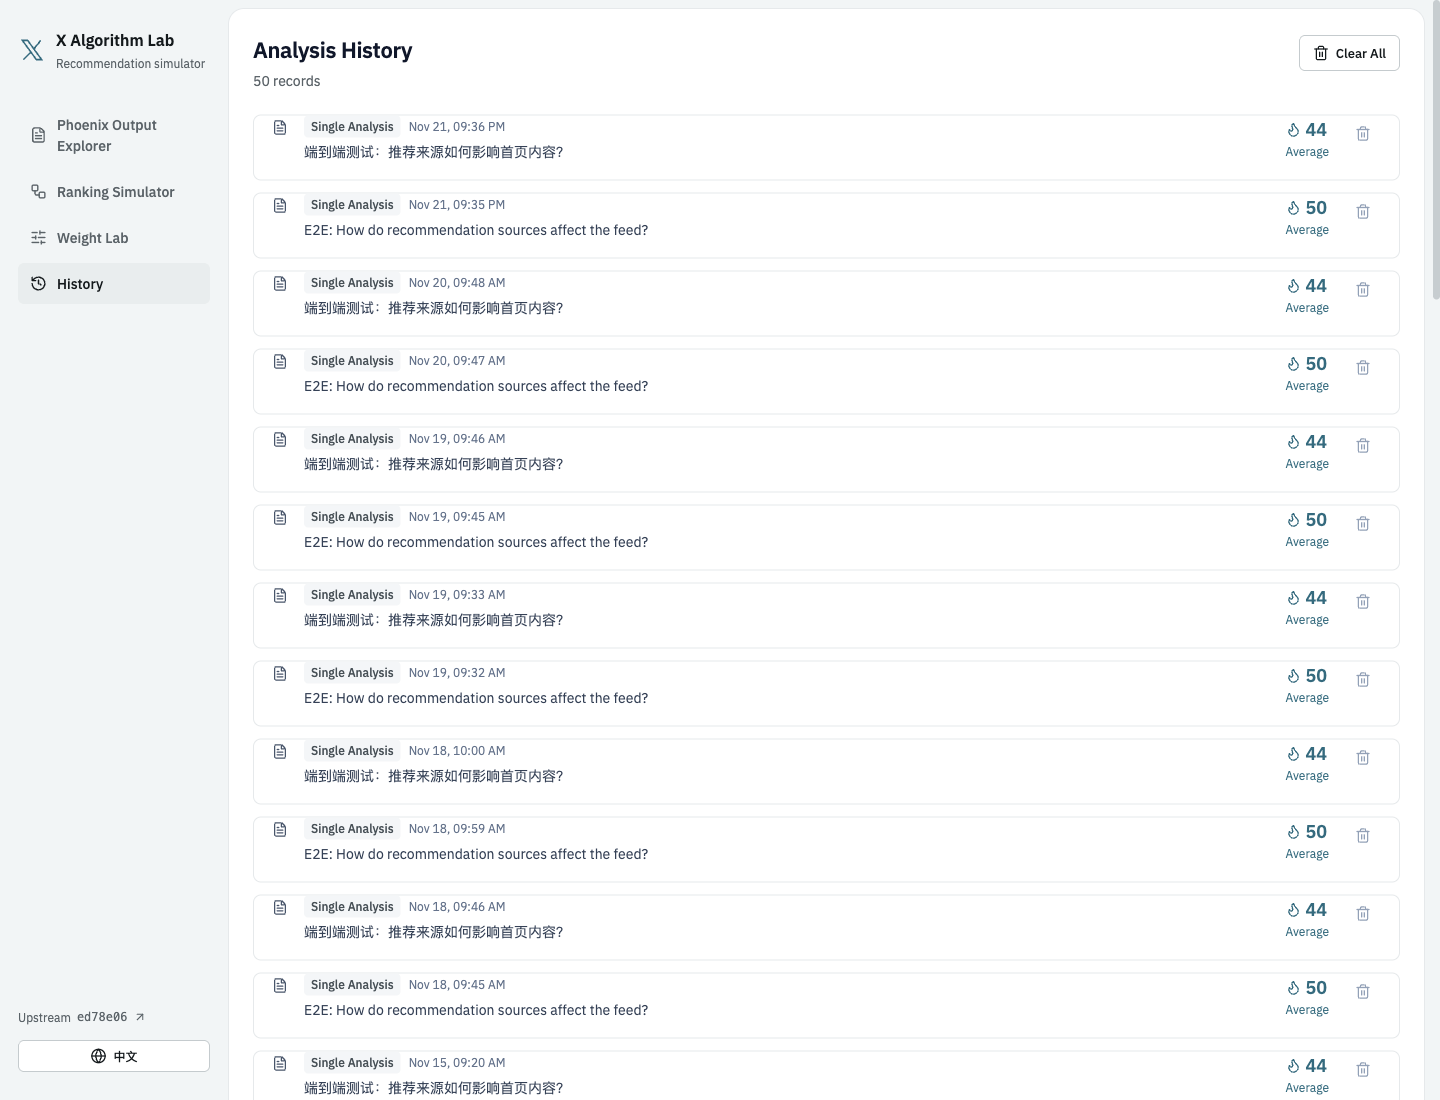 X Algorithm Lab
Recommendation simulator
Phoenix Output
Explorer
Ranking Simulator
Weight Lab
History
Upstream ed78e06
中文
Analysis History
50 records
Clear All
Single Analysis Nov 21, 09:36 PM
端到端测试：推荐来源如何影响首页内容？
44
Average
Single Analysis Nov 21, 09:35 PM
E2E: How do recommendation sources affect the feed?
50
Average
Single Analysis Nov 20, 09:48 AM
端到端测试：推荐来源如何影响首页内容？
44
Average
Single Analysis Nov 20, 09:47 AM
E2E: How do recommendation sources affect the feed?
50
Average
Single Analysis Nov 19, 09:46 AM
端到端测试：推荐来源如何影响首页内容？
44
Average
Single Analysis Nov 19, 09:45 AM
E2E: How do recommendation sources affect the feed?
50
Average
Single Analysis Nov 19, 09:33 AM
端到端测试：推荐来源如何影响首页内容？
44
Average
Single Analysis Nov 19, 09:32 AM
E2E: How do recommendation sources affect the feed?
50
Average
Single Analysis Nov 18, 10:00 AM
端到端测试：推荐来源如何影响首页内容？
44
Average
Single Analysis Nov 18, 09:59 AM
E2E: How do recommendation sources affect the feed?
50
Average
Single Analysis Nov 18, 09:46 AM
端到端测试：推荐来源如何影响首页内容？
44
Average
Single Analysis Nov 18, 09:45 AM
E2E: How do recommendation sources affect the feed?
50
Average
Single Analysis Nov 15, 09:20 AM
端到端测试：推荐来源如何影响首页内容？
44
Average